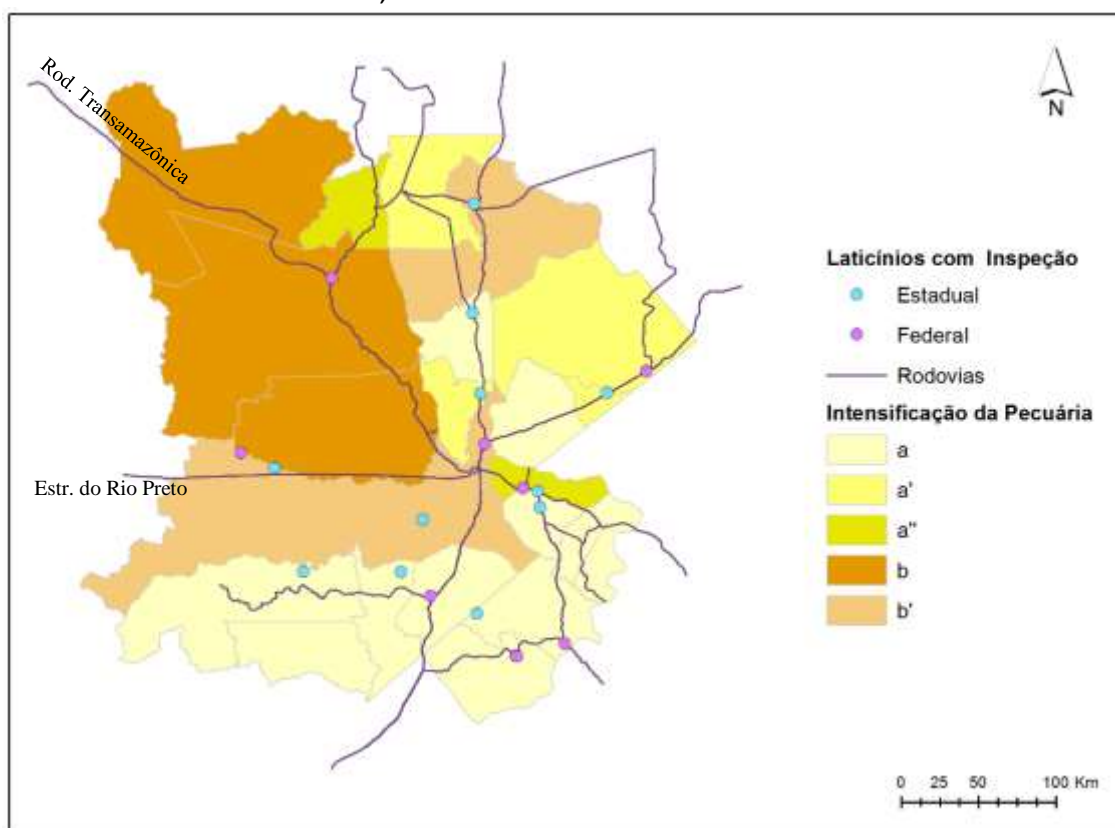 )
Rod. Transamazônica
N
Estr. do Rio Preto
Laticínios com Inspeção
Estadual
Federal
Rodovias
Intensificação da Pecuária
a
a'
a"
b
b'
0 25 50 100 Km